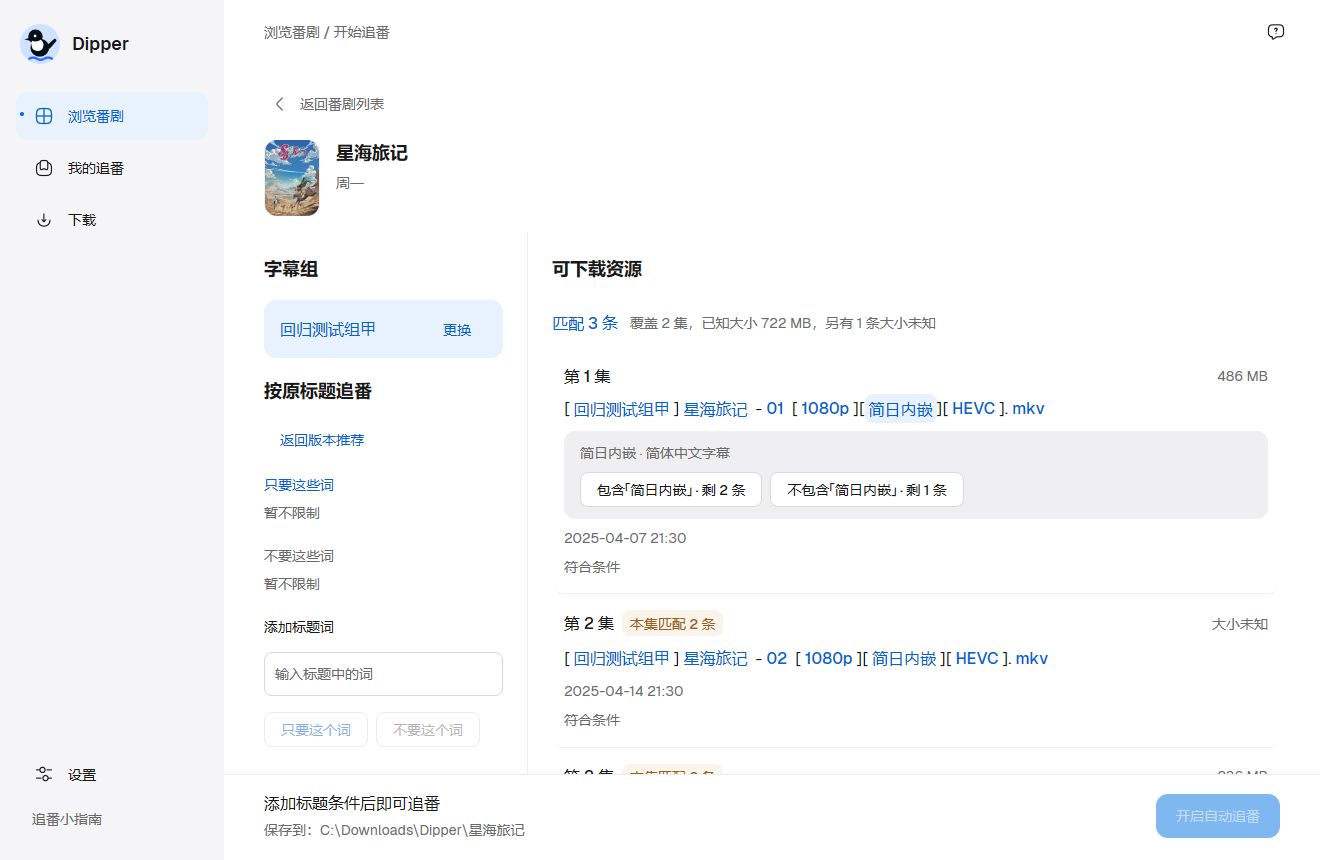 Dipper
浏览番剧
我的追番
下载
设置
追番小指南
浏览番剧 / 开始追番
返回番剧列表
星海旅记
周一
字幕组
回归测试组甲 更换
按原标题追番
返回版本推荐
只要这些词
暂不限制
不要这些词
暂不限制
添加标题词
输入标题中的词
只要这个词 不要这个词
可下载资源
匹配 3 条 覆盖 2 集，已知大小 722 MB，另有 1 条大小未知
第 1 集 486 MB
[ 回归测试组甲 ] 星海旅记 - 01 [ 1080p ][ 简日内嵌 ][ HEVC ]. mkv
简日内嵌 · 简体中文字幕
包含「简日内嵌」· 剩 2 条 不包含「简日内嵌」· 剩 1 条
2025-04-07 21:30
符合条件
第 2 集 本集匹配 2 条 大小未知
[ 回归测试组甲 ] 星海旅记 - 02 [ 1080p ][ 简日内嵌 ][ HEVC ]. mkv
2025-04-14 21:30
符合条件
第 2 集 本集匹配 2 条 236 MB
添加标题条件后即可追番
保存到：C:\Downloads\Dipper\星海旅记
开启自动追番